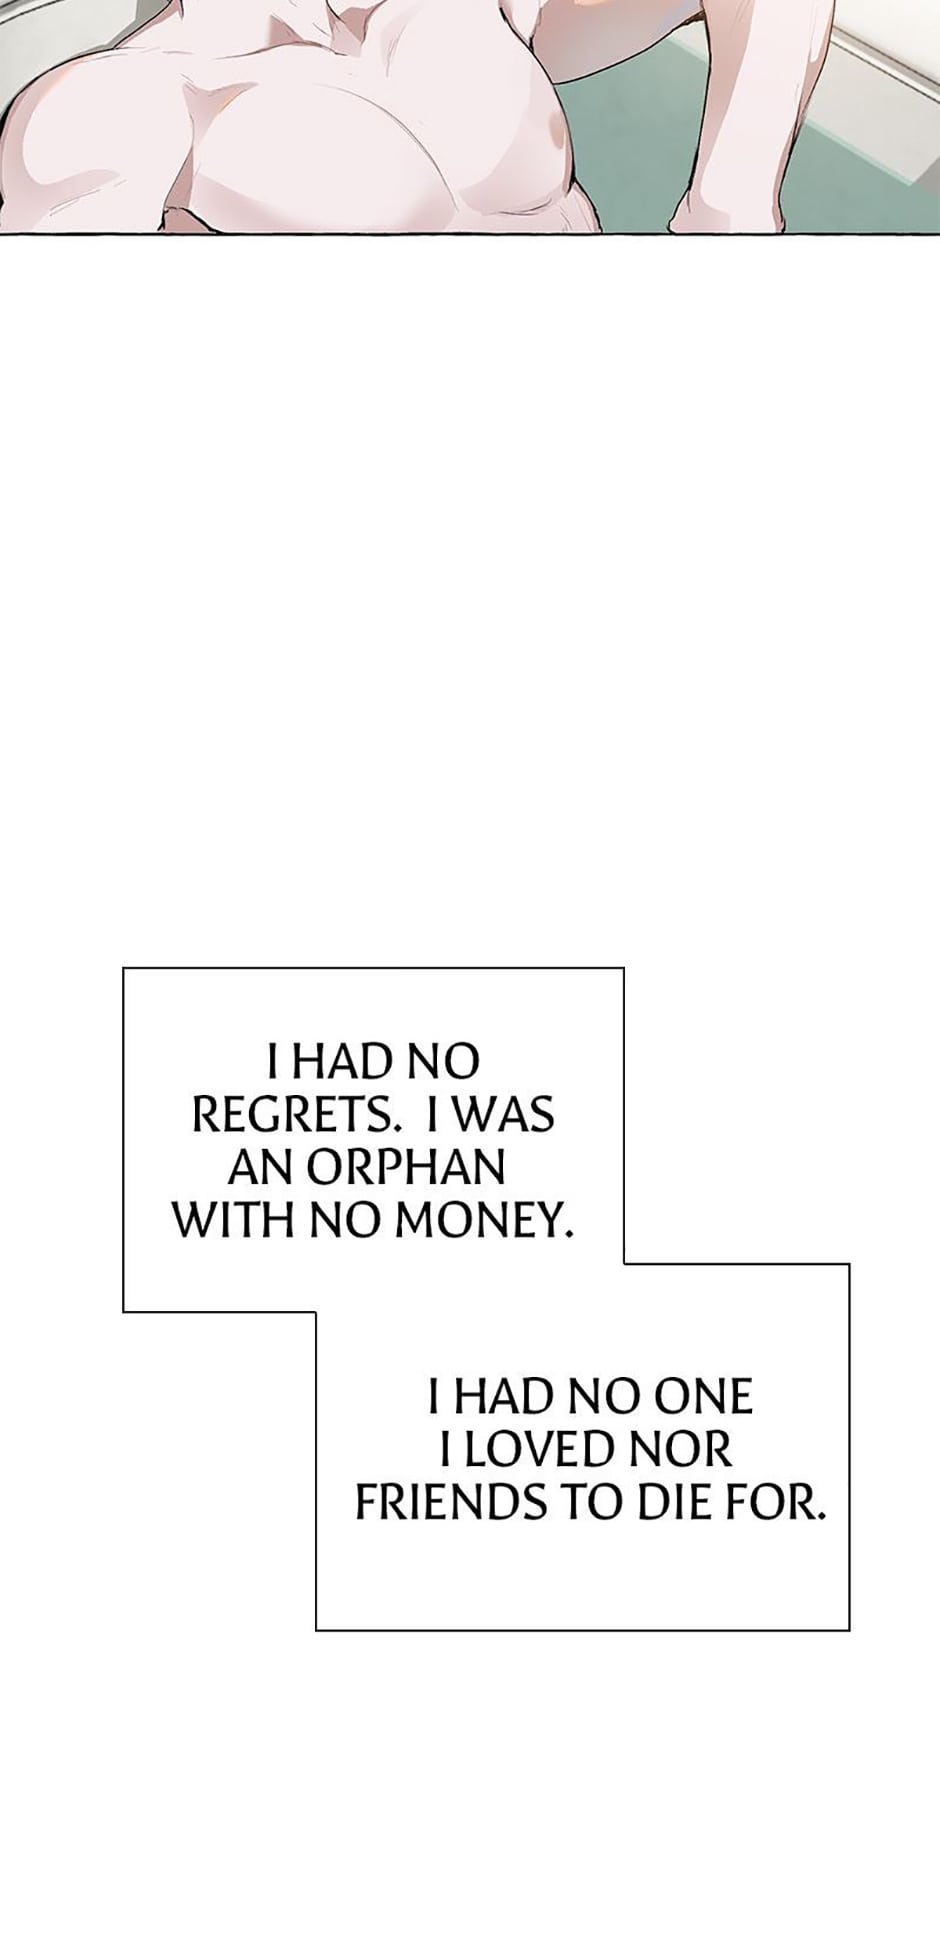 I HAD NO
REGRETS. I WAS
AN ORPHAN
WITH NO MONEY.
I HAD NO ONE
I LOVED NOR
FRIENDS TO DIE FOR.